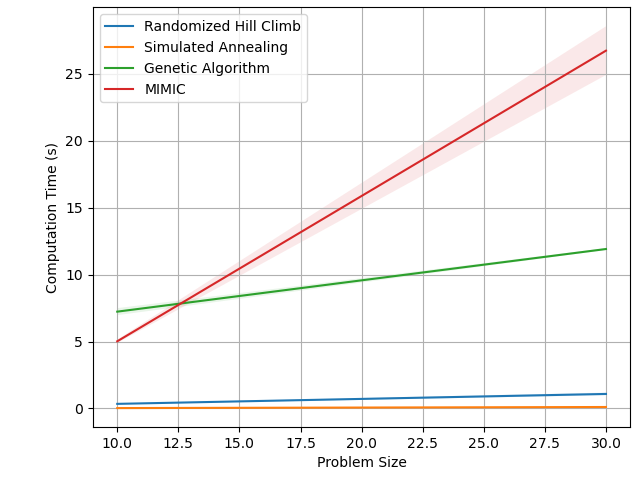 Randomized Hill Climb
Simulated Annealing
Genetic Algorithm
MIMIC
25
20
15
10
5
0
Computation Time (s)
10.0 12.5 15.0 17.5 20.0 22.5 25.0 27.5 30.0
Problem Size